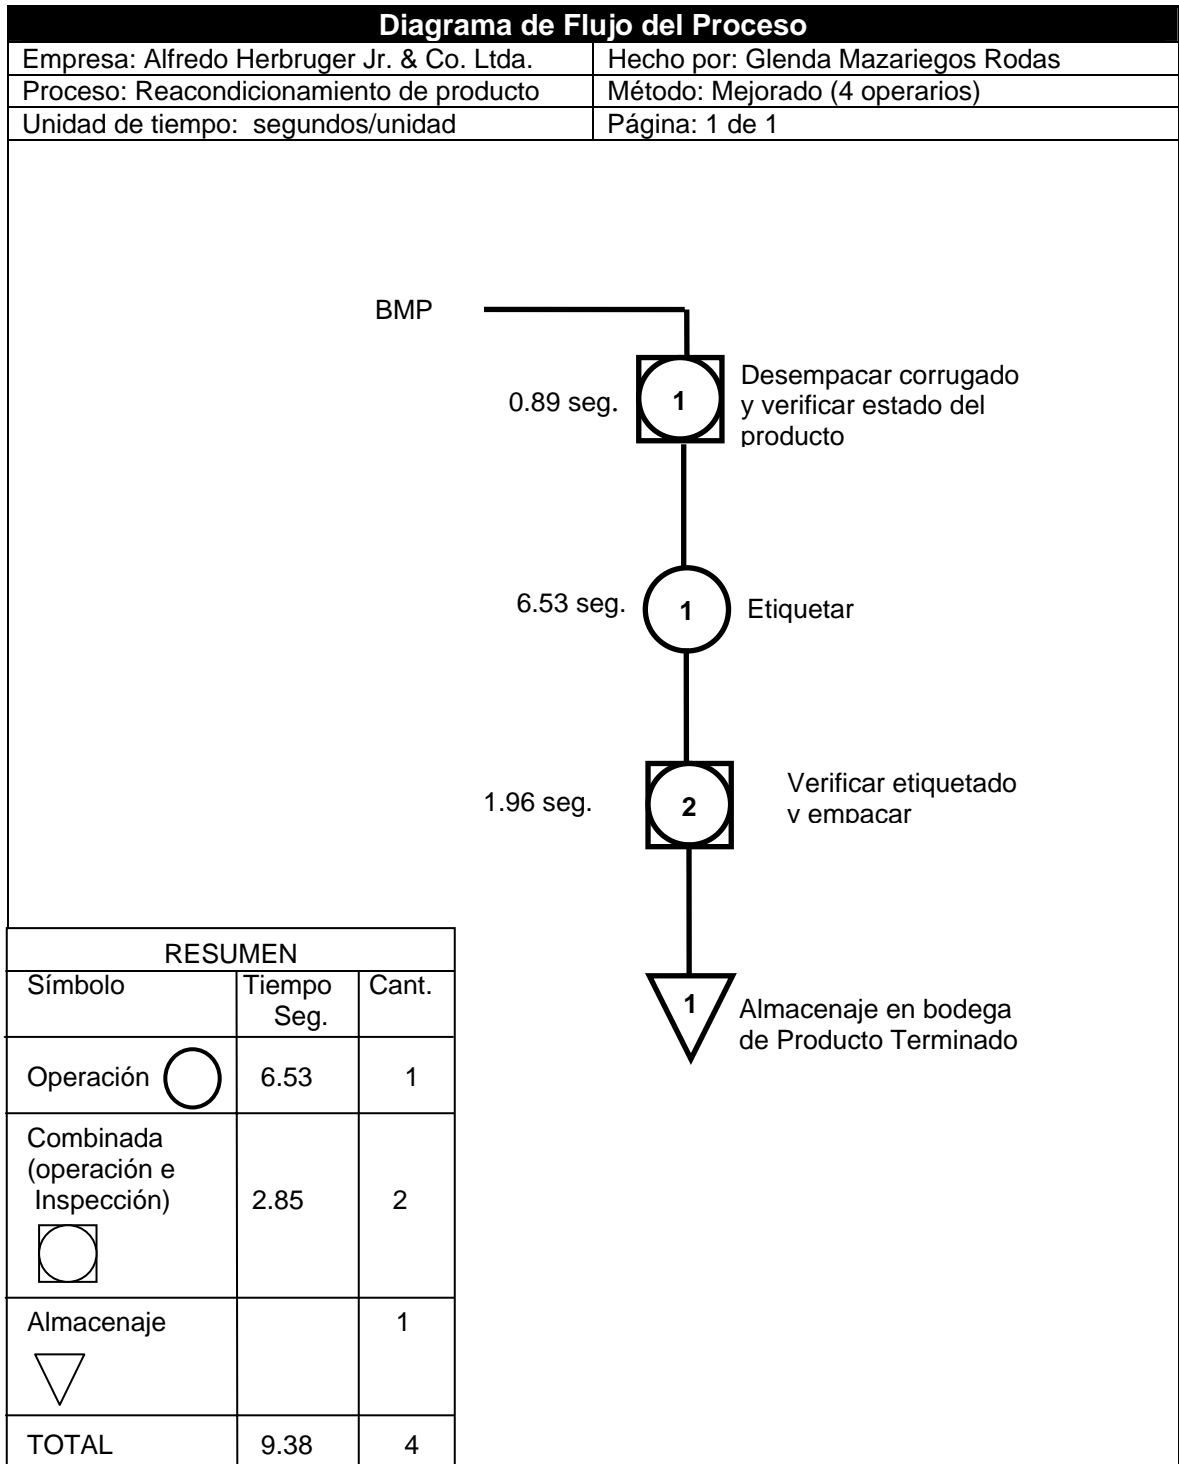 Diagrama de Flujo del Proceso
Empresa: Alfredo Herbruger Jr. & Co. Ltda.
Hecho por: Glenda Mazariegos Rodas
Proceso: Reacondicionamiento de producto
Método: Mejorado (4 operarios)
Unidad de tiempo: segundos/unidad
Página: 1 de 1
BMP
0.89 seg.
1
Desempacar corrugado
y verificar estado del
producto
6.53 seg.
1
Etiquetar
1.96 seg.
2
Verificar etiquetado
y empacar
1
Almacenaje en bodega
de Producto Terminado
RESUMEN
Símbolo
Tiempo
Seg.
Cant.
Operación
6.53
1
Combinada
(operación e
Inspección)
2.85
2
Almacenaje
1
TOTAL
9.38
4